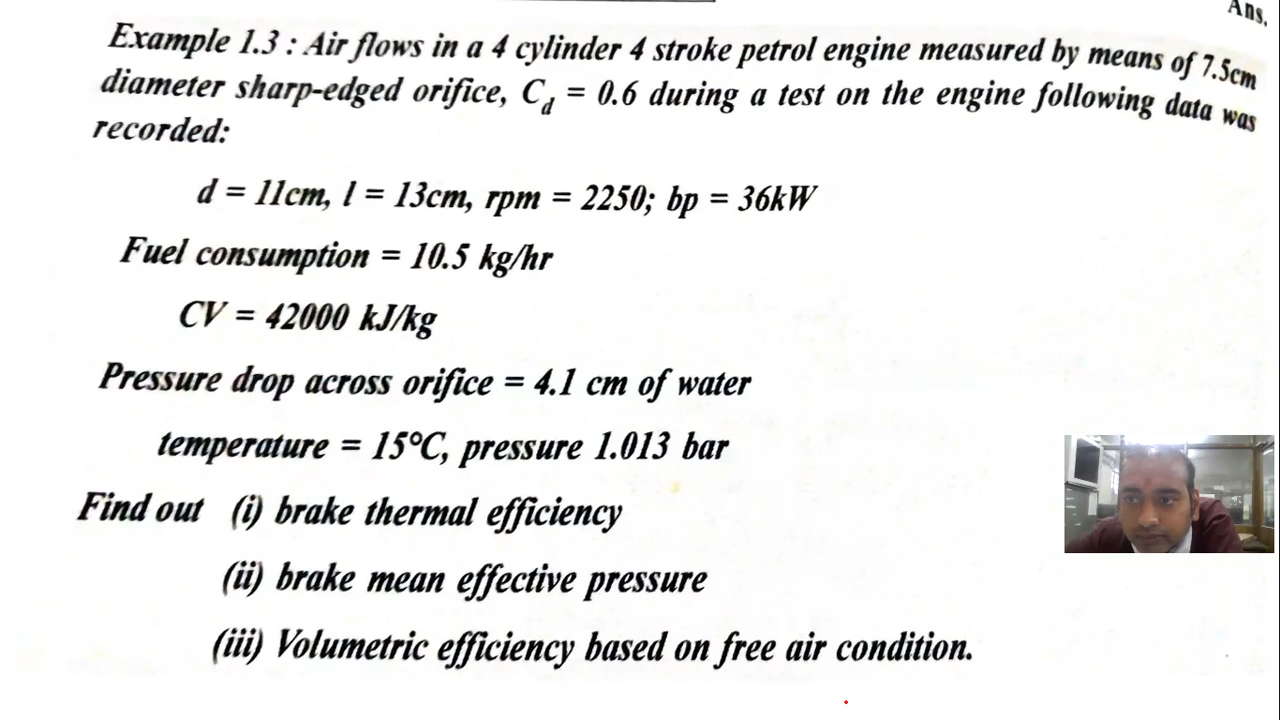 Ans.
Example 1.3 : Air flows in a 4 cylinder 4 stroke petrol engine measured by means of 7.5cm
diameter sharp-edged orifice, Cd = 0.6 during a test on the engine following data was
recorded:
d = 11cm, l = 13cm, rpm = 2250; bp = 36kW
Fuel consumption = 10.5 kg/hr
CV = 42000 kJ/kg
Pressure drop across orifice = 4.1 cm of water
temperature = 15°C, pressure 1.013 bar
Find out (i) brake thermal efficiency
(ii) brake mean effective pressure
(iii) Volumetric efficiency based on free air condition.